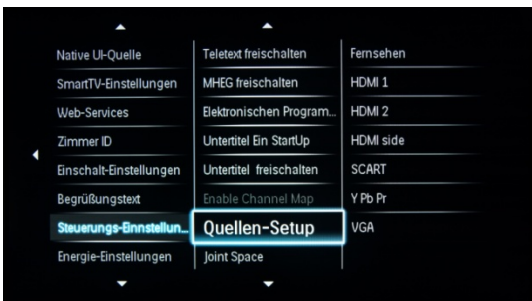 Native UI-Quelle
SmartTV-Einstellungen
Web-Services
Zimmer ID
Einschalt-Einstellungen
Begrüßungstext
Steuerungs-Einnstellun...
Energie-Einstellungen
Teletext freischalten
MHEG freischalten
Elektronischen Program...
Untertitel Ein StartUp
Untertitel freischalten
Enable Channel Map
Quellen-Setup
Joint Space
Fernsehen
HDMI 1
HDMI 2
HDMI side
SCART
Y Pb Pr
VGA